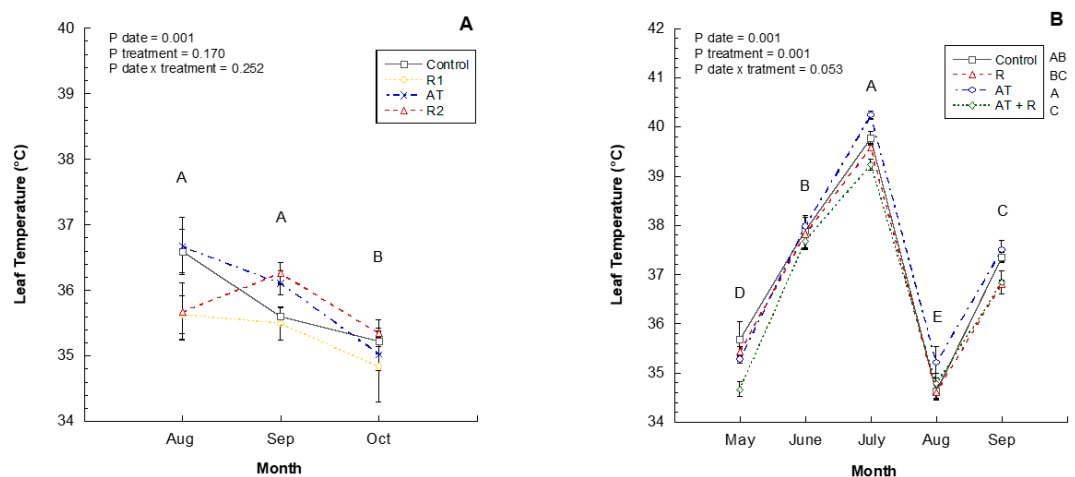 A
P date = 0.001
P treatment = 0.170
P date x treatment = 0.252
Control
R1
AT
R2
40
39
38
37
36
35
34
Leaf Temperature (°C)
A
A
B
Aug
Sep
Oct
Month
B
P date = 0.001
P treatment = 0.001
P date x tratment = 0.053
Control AB
R BC
AT A
AT + R C
42
41
40
39
38
37
36
35
34
Leaf Temperature (°C)
D
B
A
E
C
May
June
July
Aug
Sep
Month